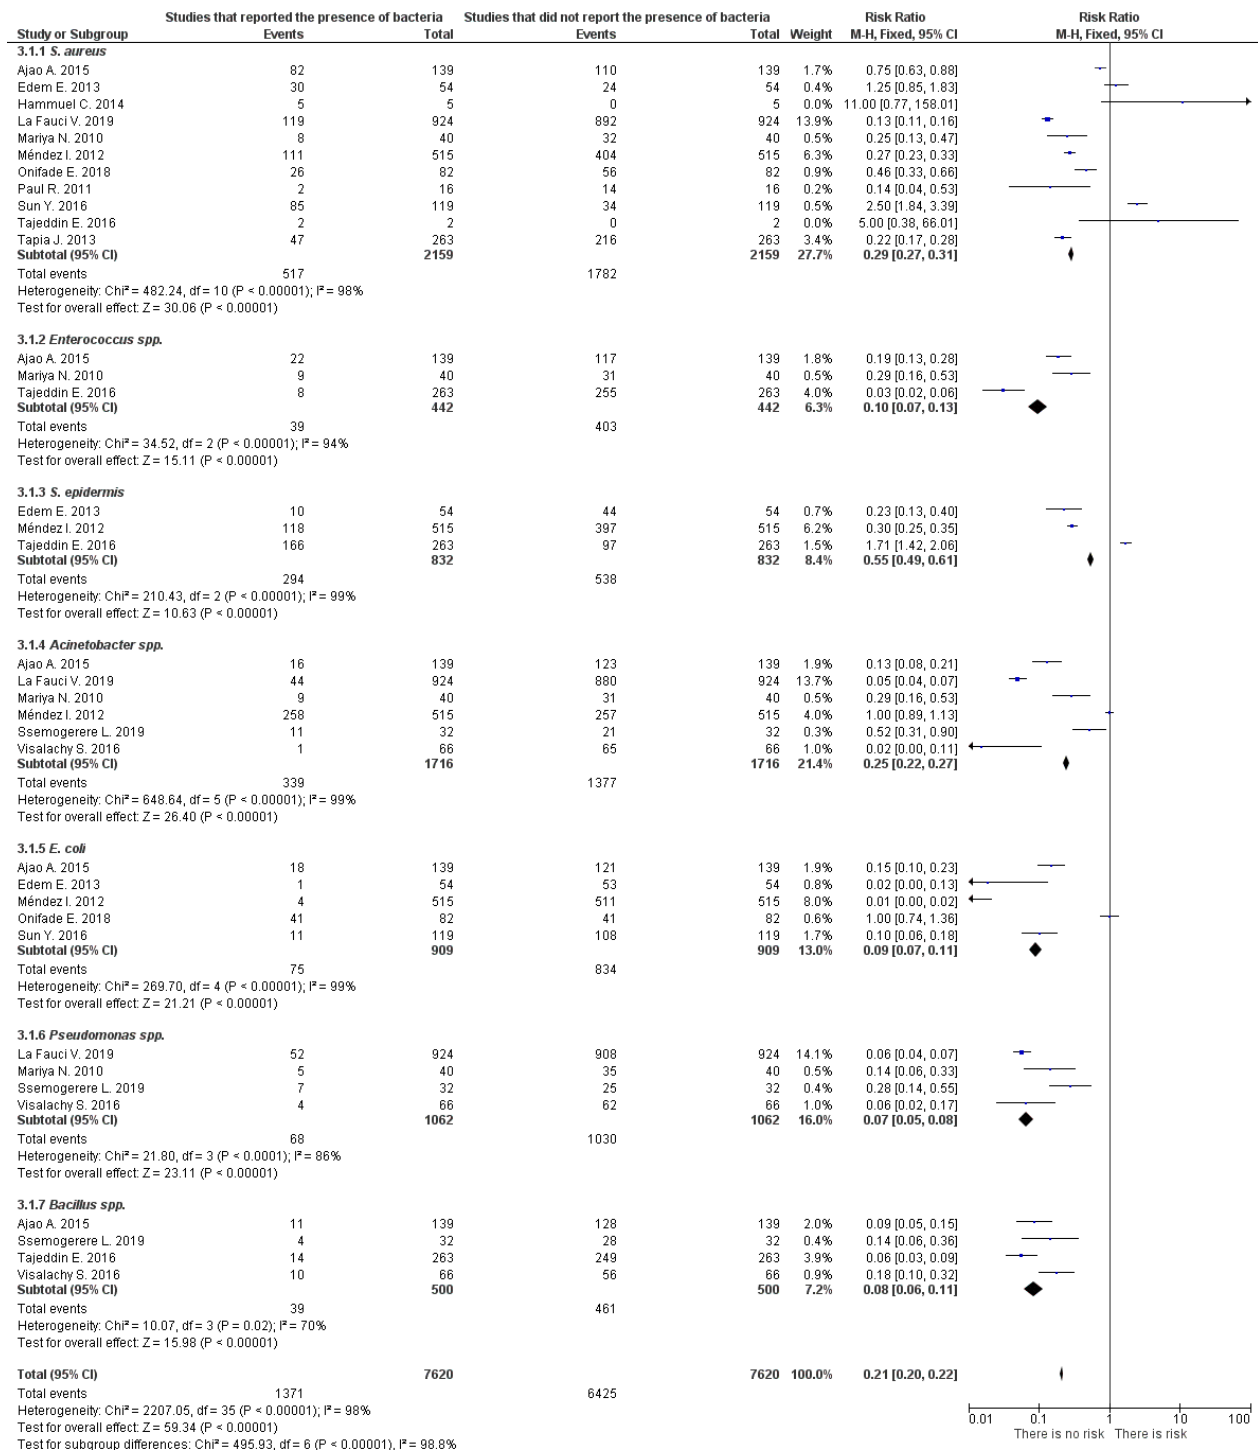 Studies that reported the presence of bacteria Studies that did not report the presence of bacteria Risk Ratio Risk Ratio
Study or Subgroup Events Total Events Total Weight M-H, Fixed, 95% CI M-H, Fixed, 95% CI
3.1.1 S. aureus
Ajao A. 2015 82 139 110 139 1.7% 0.75 [0.63, 0.88]
Edem E. 2013 30 54 24 54 0.4% 1.25 [0.85, 1.83]
Hammuel C. 2014 5 5 0 5 0.0% 11.00 [0.77, 158.01]
La Fauci V. 2019 119 924 892 924 13.9% 0.13 [0.11, 0.16]
Mariya N. 2010 8 40 32 40 0.5% 0.25 [0.13, 0.47]
Méndez I. 2012 111 515 404 515 6.3% 0.27 [0.23, 0.33]
Onifade E. 2018 26 82 56 82 0.9% 0.46 [0.33, 0.66]
Paul R. 2011 2 16 14 16 0.2% 0.14 [0.04, 0.53]
Sun Y. 2016 85 119 34 119 0.5% 2.50 [1.84, 3.39]
Tajeddin E. 2016 2 2 0 2 0.0% 5.00 [0.38, 66.01]
Tapia J. 2013 47 263 216 263 3.4% 0.22 [0.17, 0.28]
Subtotal (95% CI) 2159 2159 27.7% 0.29 [0.27, 0.31]
Total events 517 1782
Heterogeneity: Chi² = 482.24, df = 10 (P < 0.00001); I² = 98%
Test for overall effect: Z = 30.06 (P < 0.00001)
3.1.2 Enterococcus spp.
Ajao A. 2015 22 139 117 139 1.8% 0.19 [0.13, 0.28]
Mariya N. 2010 9 40 31 40 0.5% 0.29 [0.16, 0.53]
Tajeddin E. 2016 8 263 255 263 4.0% 0.03 [0.02, 0.06]
Subtotal (95% CI) 442 442 6.3% 0.10 [0.07, 0.13]
Total events 39 403
Heterogeneity: Chi² = 34.52, df = 2 (P < 0.00001); I² = 94%
Test for overall effect: Z = 15.11 (P < 0.00001)
3.1.3 S. epidermis
Edem E. 2013 10 54 44 54 0.7% 0.23 [0.13, 0.40]
Méndez I. 2012 118 515 397 515 6.2% 0.30 [0.25, 0.35]
Tajeddin E. 2016 166 263 97 263 1.5% 1.71 [1.42, 2.06]
Subtotal (95% CI) 832 832 8.4% 0.55 [0.49, 0.61]
Total events 294 538
Heterogeneity: Chi² = 210.43, df = 2 (P < 0.00001); I² = 99%
Test for overall effect: Z = 10.63 (P < 0.00001)
3.1.4 Acinetobacter spp.
Ajao A. 2015 16 139 123 139 1.9% 0.13 [0.08, 0.21]
La Fauci V. 2019 44 924 880 924 13.7% 0.05 [0.04, 0.07]
Mariya N. 2010 9 40 31 40 0.5% 0.29 [0.16, 0.53]
Méndez I. 2012 258 515 257 515 4.0% 1.00 [0.89, 1.13]
Ssemogerere L. 2019 11 32 21 32 0.3% 0.52 [0.31, 0.90]
Visalachy S. 2016 1 66 65 66 1.0% 0.02 [0.00, 0.11]
Subtotal (95% CI) 1716 1716 21.4% 0.25 [0.22, 0.27]
Total events 339 1377
Heterogeneity: Chi² = 648.64, df = 5 (P < 0.00001); I² = 99%
Test for overall effect: Z = 26.40 (P < 0.00001)
3.1.5 E. coli
Ajao A. 2015 18 139 121 139 1.9% 0.15 [0.10, 0.23]
Edem E. 2013 1 54 53 54 0.8% 0.02 [0.00, 0.13]
Méndez I. 2012 4 515 511 515 8.0% 0.01 [0.00, 0.02]
Onifade E. 2018 41 82 41 82 0.6% 1.00 [0.74, 1.36]
Sun Y. 2016 11 119 108 119 1.7% 0.10 [0.06, 0.18]
Subtotal (95% CI) 909 909 13.0% 0.09 [0.07, 0.11]
Total events 75 834
Heterogeneity: Chi² = 269.70, df = 4 (P < 0.00001); I² = 99%
Test for overall effect: Z = 21.21 (P < 0.00001)
3.1.6 Pseudomonas spp.
La Fauci V. 2019 52 924 908 924 14.1% 0.06 [0.04, 0.07]
Mariya N. 2010 5 40 35 40 0.5% 0.14 [0.06, 0.33]
Ssemogerere L. 2019 7 32 25 32 0.4% 0.28 [0.14, 0.55]
Visalachy S. 2016 4 66 62 66 1.0% 0.06 [0.02, 0.17]
Subtotal (95% CI) 1062 1062 16.0% 0.07 [0.05, 0.08]
Total events 68 1030
Heterogeneity: Chi² = 21.80, df = 3 (P < 0.0001); I² = 86%
Test for overall effect: Z = 23.11 (P < 0.00001)
3.1.7 Bacillus spp.
Ajao A. 2015 11 139 128 139 2.0% 0.09 [0.05, 0.15]
Ssemogerere L. 2019 4 32 28 32 0.4% 0.14 [0.06, 0.36]
Tajeddin E. 2016 14 263 249 263 3.9% 0.06 [0.03, 0.09]
Visalachy S. 2016 10 66 56 66 0.9% 0.18 [0.10, 0.32]
Subtotal (95% CI) 500 500 7.2% 0.08 [0.06, 0.11]
Total events 39 461
Heterogeneity: Chi² = 10.07, df = 3 (P = 0.02); I² = 70%
Test for overall effect: Z = 15.98 (P < 0.00001)
Total (95% CI) 7620 7620 100.0% 0.21 [0.20, 0.22]
Total events 1371 6425
Heterogeneity: Chi² = 2207.05, df = 35 (P < 0.00001); I² = 98%
Test for overall effect: Z = 59.34 (P < 0.00001)
Test for subgroup differences: Chi² = 495.93, df = 6 (P < 0.00001), I² = 98.8%
0.01 0.1 1 10 100
There is no risk There is risk